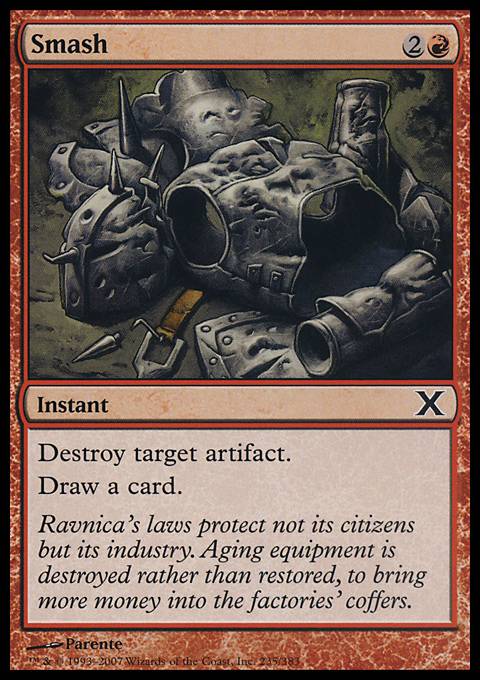 Smash 2
Instant X
Destroy target artifact.
Draw a card.
Ravnica's laws protect not its citizens
but its industry. Aging equipment is
destroyed rather than restored, to bring
more money into the factories' coffers.
Parente
™ & © 1993-2007 Wizards of the Coast, Inc. 235/383